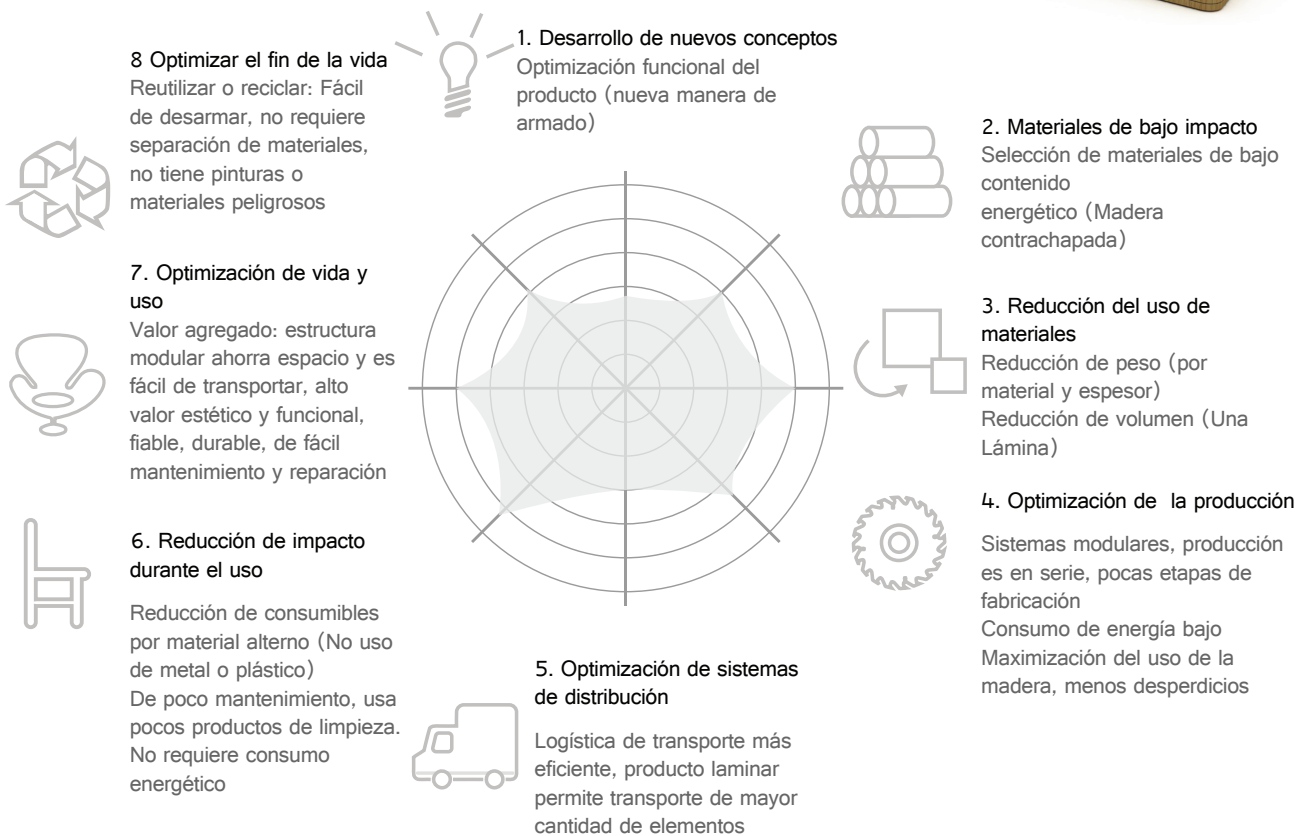 1. Desarrollo de nuevos conceptos
Optimización funcional del
producto (nueva manera de
armado)
2. Materiales de bajo impacto
Selección de materiales de bajo
contenido
energético (Madera
contrachapada)
3. Reducción del uso de
materiales
Reducción de peso (por
material y espesor)
Reducción de volumen (Una
Lámina)
4. Optimización de  la producción
Sistemas modulares, producción
es en serie, pocas etapas de
fabricación
Consumo de energía bajo
Maximización del uso de la
madera, menos desperdicios
5. Optimización de sistemas
de distribución
Logística de transporte más
eficiente, producto laminar
permite transporte de mayor
cantidad de elementos
6. Reducción de impacto
durante el uso
Reducción de consumibles
por material alterno (No uso
de metal o plástico)
De poco mantenimiento, usa
pocos productos de limpieza.
No requiere consumo
energético
7. Optimización de vida y
uso
Valor agregado: estructura
modular ahorra espacio y es
fácil de transportar, alto
valor estético y funcional,
fiable, durable, de fácil
mantenimiento y reparación
8 Optimizar el fin de la vida
Reutilizar o reciclar: Fácil
de desarmar, no requiere
separación de materiales,
no tiene pinturas o
materiales peligrosos